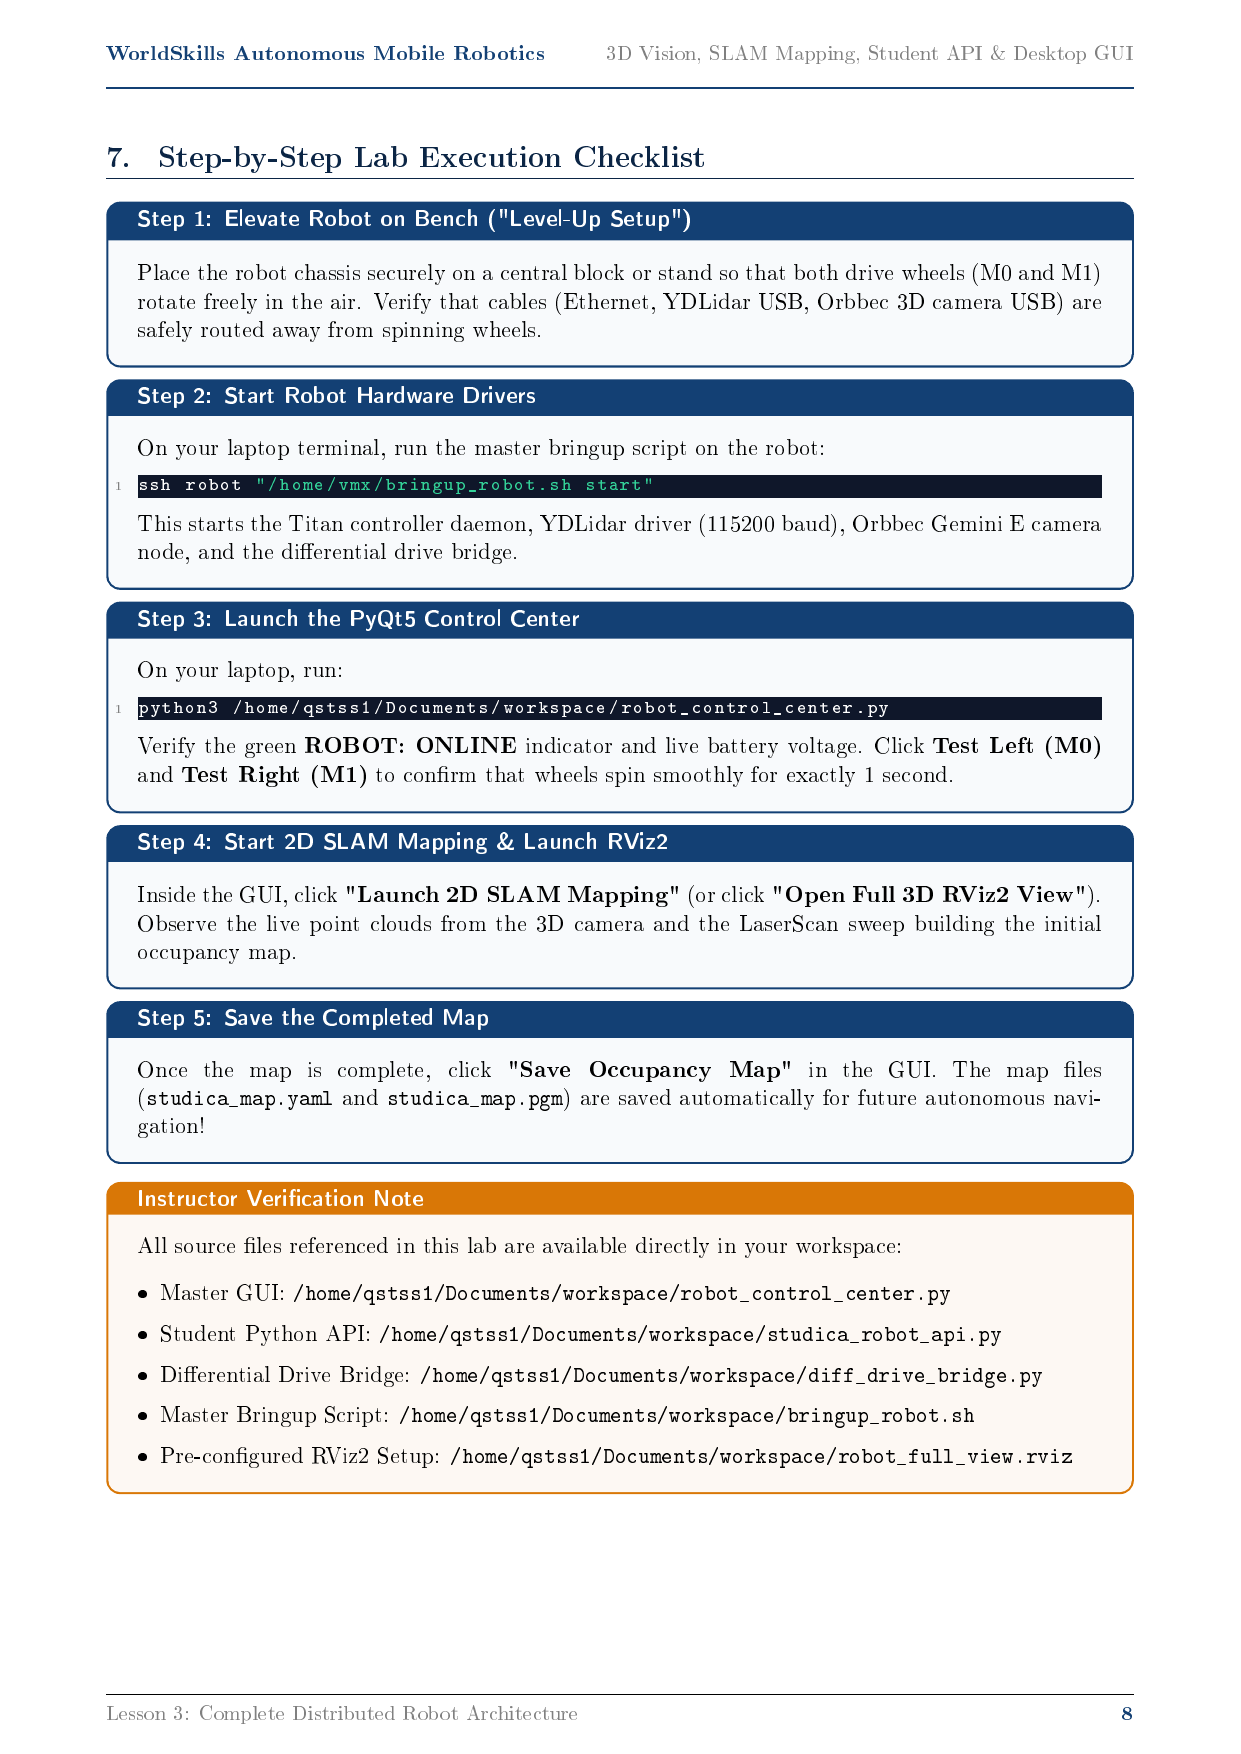 WorldSkills Autonomous Mobile Robotics 3D Vision, SLAM Mapping, Student API & Desktop GUI
7. Step-by-Step Lab Execution Checklist
Step 1: Elevate Robot on Bench ("Level-Up Setup")
Place the robot chassis securely on a central block or stand so that both drive wheels (M0 and M1)
rotate freely in the air. Verify that cables (Ethernet, YDLidar USB, Orbbec 3D camera USB) are
safely routed away from spinning wheels.
Step 2: Start Robot Hardware Drivers
On your laptop terminal, run the master bringup script on the robot:
1 ssh robot "/home/vmx/bringup_robot.sh start"
This starts the Titan controller daemon, YDLidar driver (115200 baud), Orbbec Gemini E camera
node, and the differential drive bridge.
Step 3: Launch the PyQt5 Control Center
On your laptop, run:
1 python3 /home/qstss1/Documents/workspace/robot_control_center.py
Verify the green ROBOT: ONLINE indicator and live battery voltage. Click Test Left (M0)
and Test Right (M1) to confirm that wheels spin smoothly for exactly 1 second.
Step 4: Start 2D SLAM Mapping & Launch RViz2
Inside the GUI, click "Launch 2D SLAM Mapping" (or click "Open Full 3D RViz2 View").
Observe the live point clouds from the 3D camera and the LaserScan sweep building the initial
occupancy map.
Step 5: Save the Completed Map
Once the map is complete, click "Save Occupancy Map" in the GUI. The map files
(studica_map.yaml and studica_map.pgm) are saved automatically for future autonomous navi-
gation!
Instructor Verification Note
All source files referenced in this lab are available directly in your workspace:
• Master GUI: /home/qstss1/Documents/workspace/robot_control_center.py
• Student Python API: /home/qstss1/Documents/workspace/studica_robot_api.py
• Differential Drive Bridge: /home/qstss1/Documents/workspace/diff_drive_bridge.py
• Master Bringup Script: /home/qstss1/Documents/workspace/bringup_robot.sh
• Pre-configured RViz2 Setup: /home/qstss1/Documents/workspace/robot_full_view.rviz
Lesson 3: Complete Distributed Robot Architecture 8